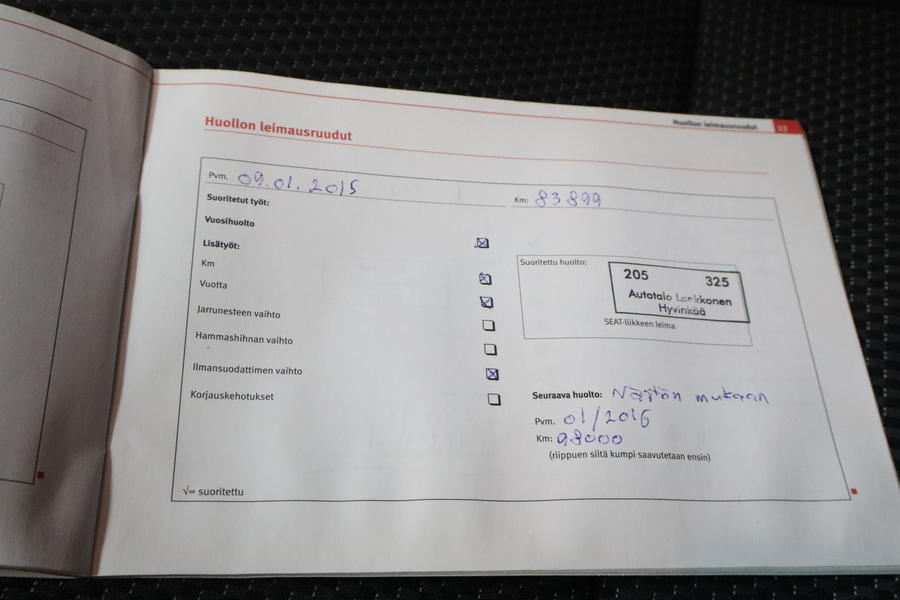 Huollon leimausruudut
23
Huollon leimausruudut
Pvm. 09.01.2015
Km: 83899
Suoritetut työt:
Vuosihuolto
Lisätyöt:
Km
Vuotta
Jarrunesteen vaihto
Hammashihnan vaihto
Ilmansuodattimen vaihto
Korjauskehotukset
√= suoritettu
Suoritettu huolto:
205 325
Autotalo Lankkonen
Hyvinkää
SEAT-liikkeen leima
Seuraava huolto: Näytön mukaan
Pvm. 01/2016
Km: 98000
(riippuen siitä kumpi saavutetaan ensin)